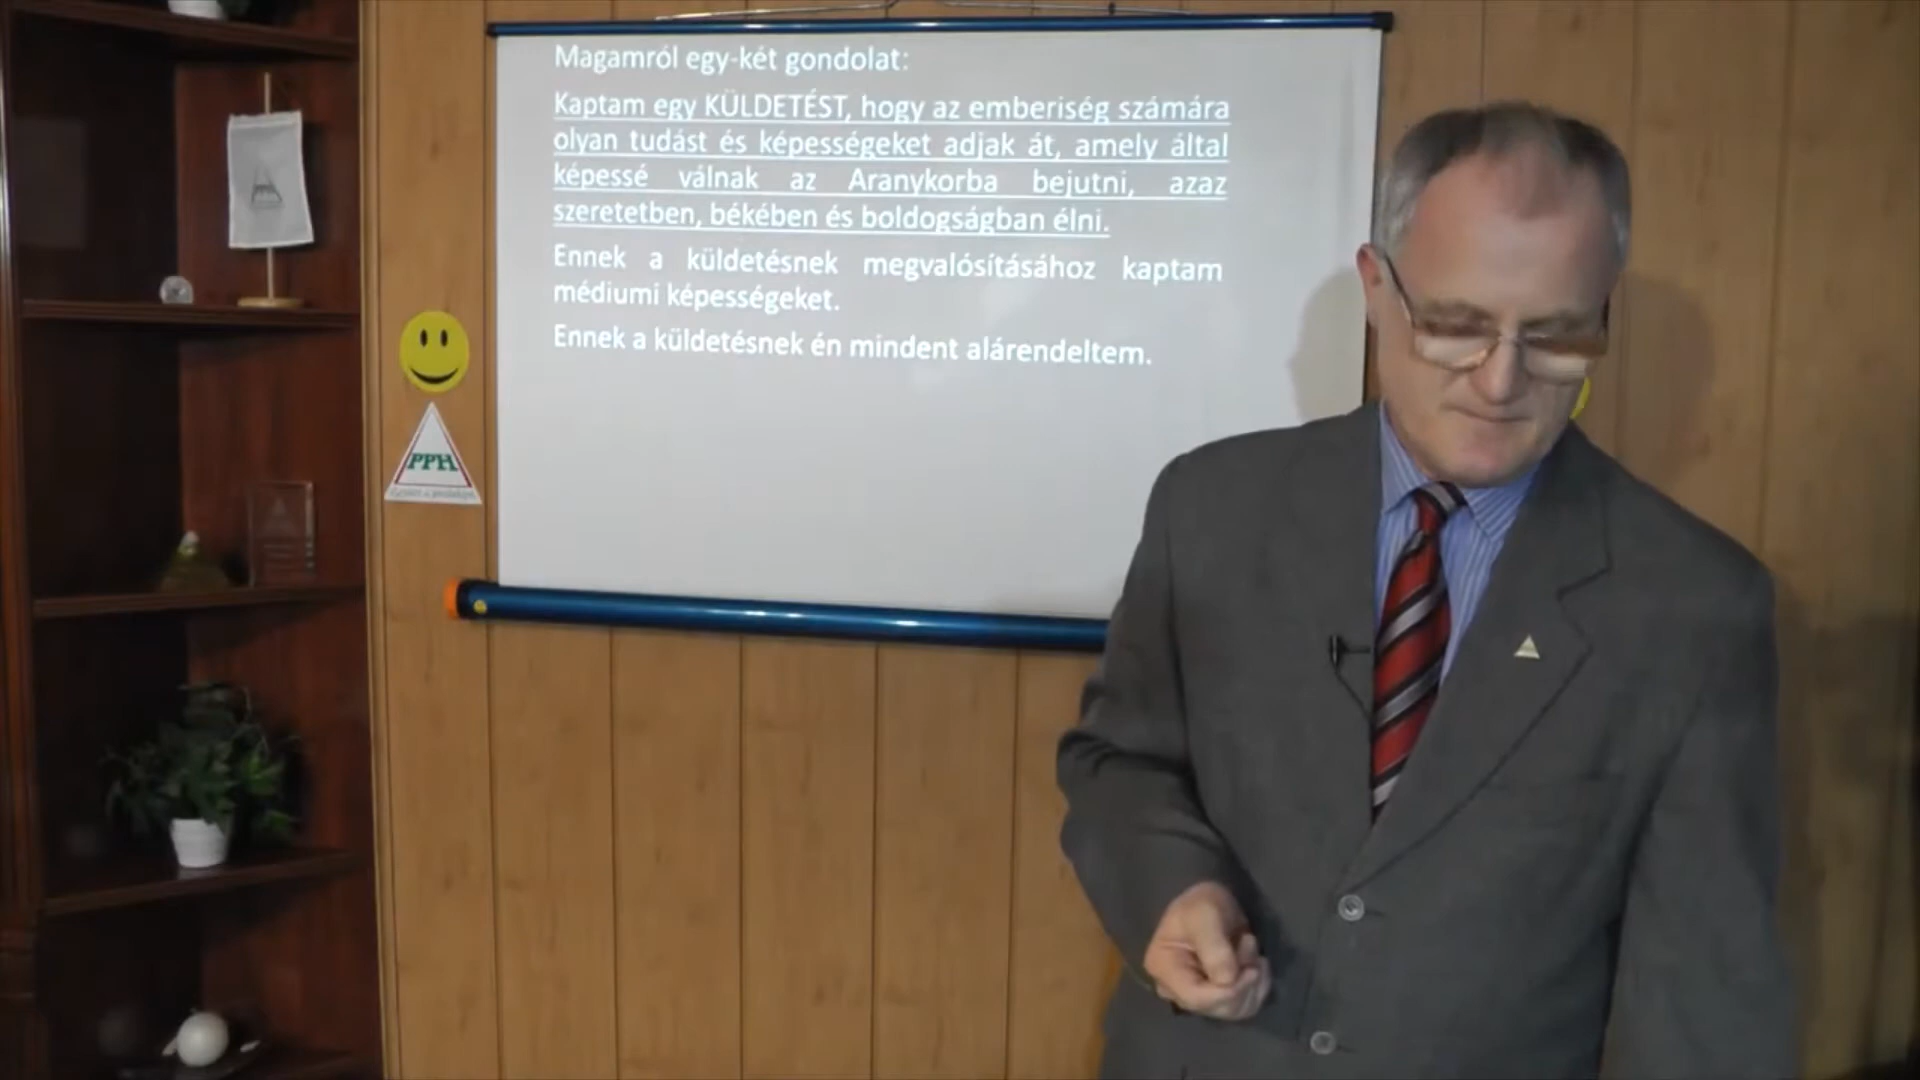 Magamról egy-két gondolat:
Kaptam egy KÜLDETÉST, hogy az emberiség számára
olyan tudást és képességeket adjak át, amely által
képessé válnak az Aranykorba bejutni, azaz
szeretetben, békében és boldogságban élni.
Ennek a küldetésnek megvalósításához kaptam
médiumi képességeket.
Ennek a küldetésnek én mindent alárendeltem.
PPH